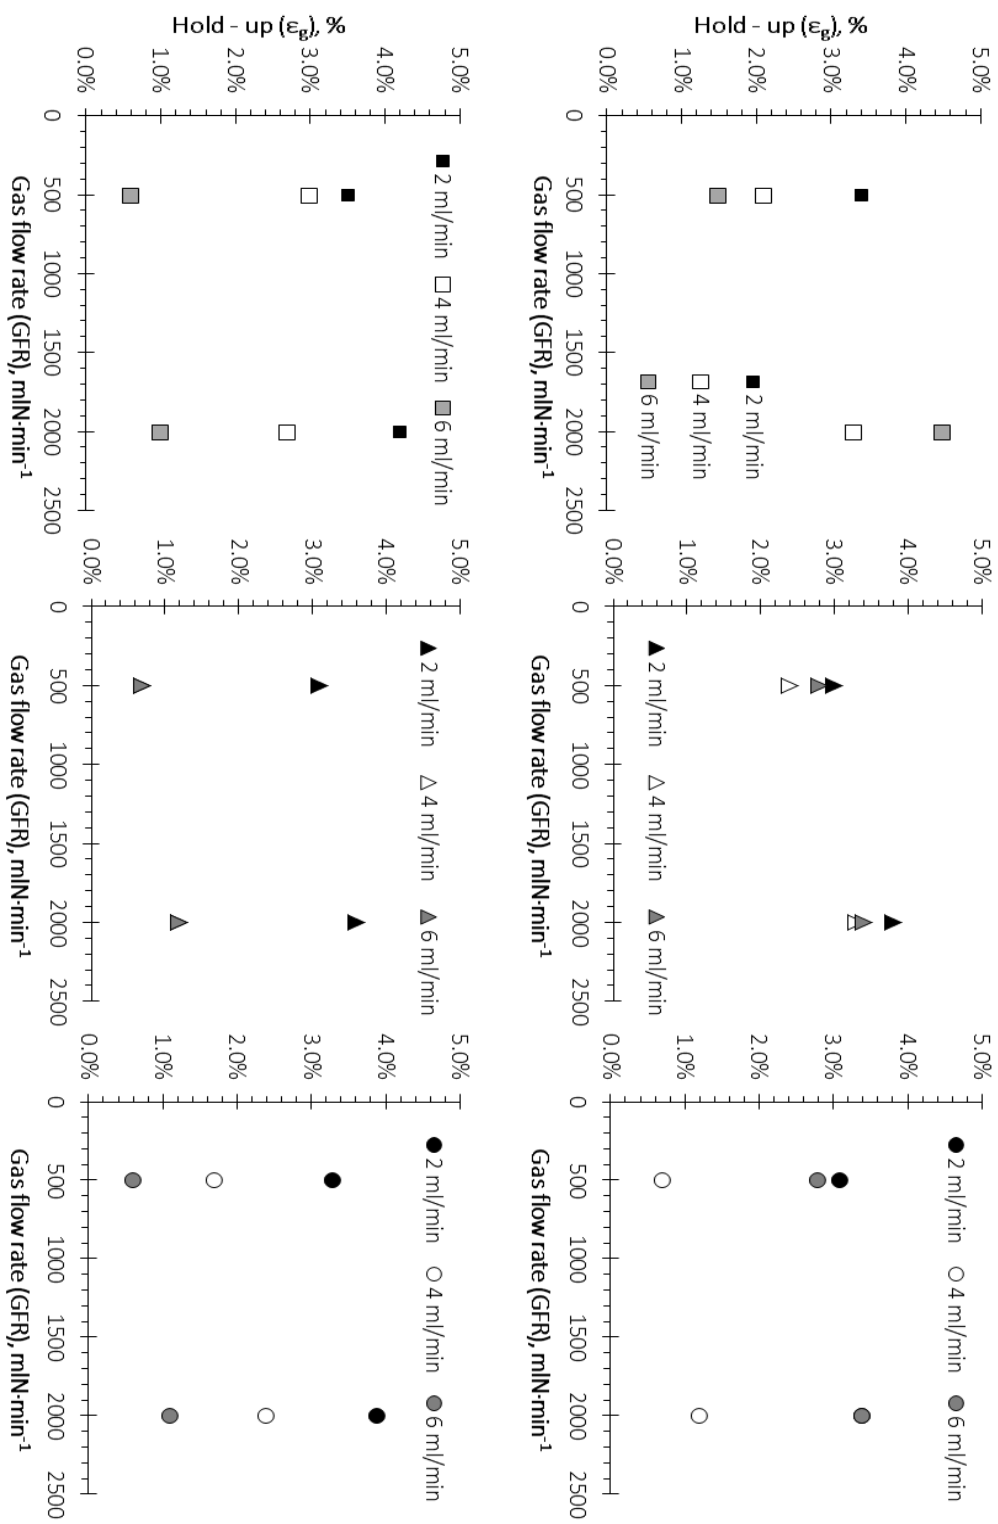 Hold - up (ε_g), %
5.0%
4.0%
3.0%
2.0%
1.0%
0.0%
2 ml/min
4 ml/min
6 ml/min
0 500 1000 1500 2000 2500
Gas flow rate (GFR), mlN·min⁻¹
5.0%
4.0%
3.0%
2.0%
1.0%
0.0%
2 ml/min 4 ml/min 6 ml/min
0 500 1000 1500 2000 2500
Gas flow rate (GFR), mlN·min⁻¹
5.0%
4.0%
3.0%
2.0%
1.0%
0.0%
2 ml/min 4 ml/min 6 ml/min
0 500 1000 1500 2000 2500
Gas flow rate (GFR), mlN·min⁻¹
Hold - up (ε_g), %
5.0%
4.0%
3.0%
2.0%
1.0%
0.0%
2 ml/min 4 ml/min 6 ml/min
0 500 1000 1500 2000 2500
Gas flow rate (GFR), mlN·min⁻¹
5.0%
4.0%
3.0%
2.0%
1.0%
0.0%
2 ml/min 4 ml/min 6 ml/min
0 500 1000 1500 2000 2500
Gas flow rate (GFR), mlN·min⁻¹
5.0%
4.0%
3.0%
2.0%
1.0%
0.0%
2 ml/min 4 ml/min 6 ml/min
0 500 1000 1500 2000 2500
Gas flow rate (GFR), mlN·min⁻¹